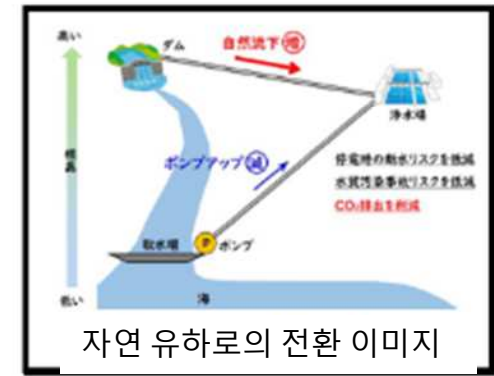 高い
ダム
自然流下 増
浄水場
標高
ポンプアップ 減
停電時の断水リスクを低減
水質汚染事故リスクを低減
CO₂排出を削減
取水場
P ポンプ
低い
海
자연 유하로의 전환 이미지